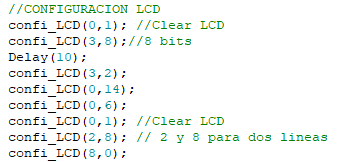 //CONFIGURACION LCD
confi_LCD(0,1); //Clear LCD
confi_LCD(3,8);//8 bits
Delay(10);
confi_LCD(3,2);
confi_LCD(0,14);
confi_LCD(0,6);
confi_LCD(0,1); //Clear LCD
confi_LCD(2,8); // 2 y 8 para dos lineas
confi_LCD(8,0);